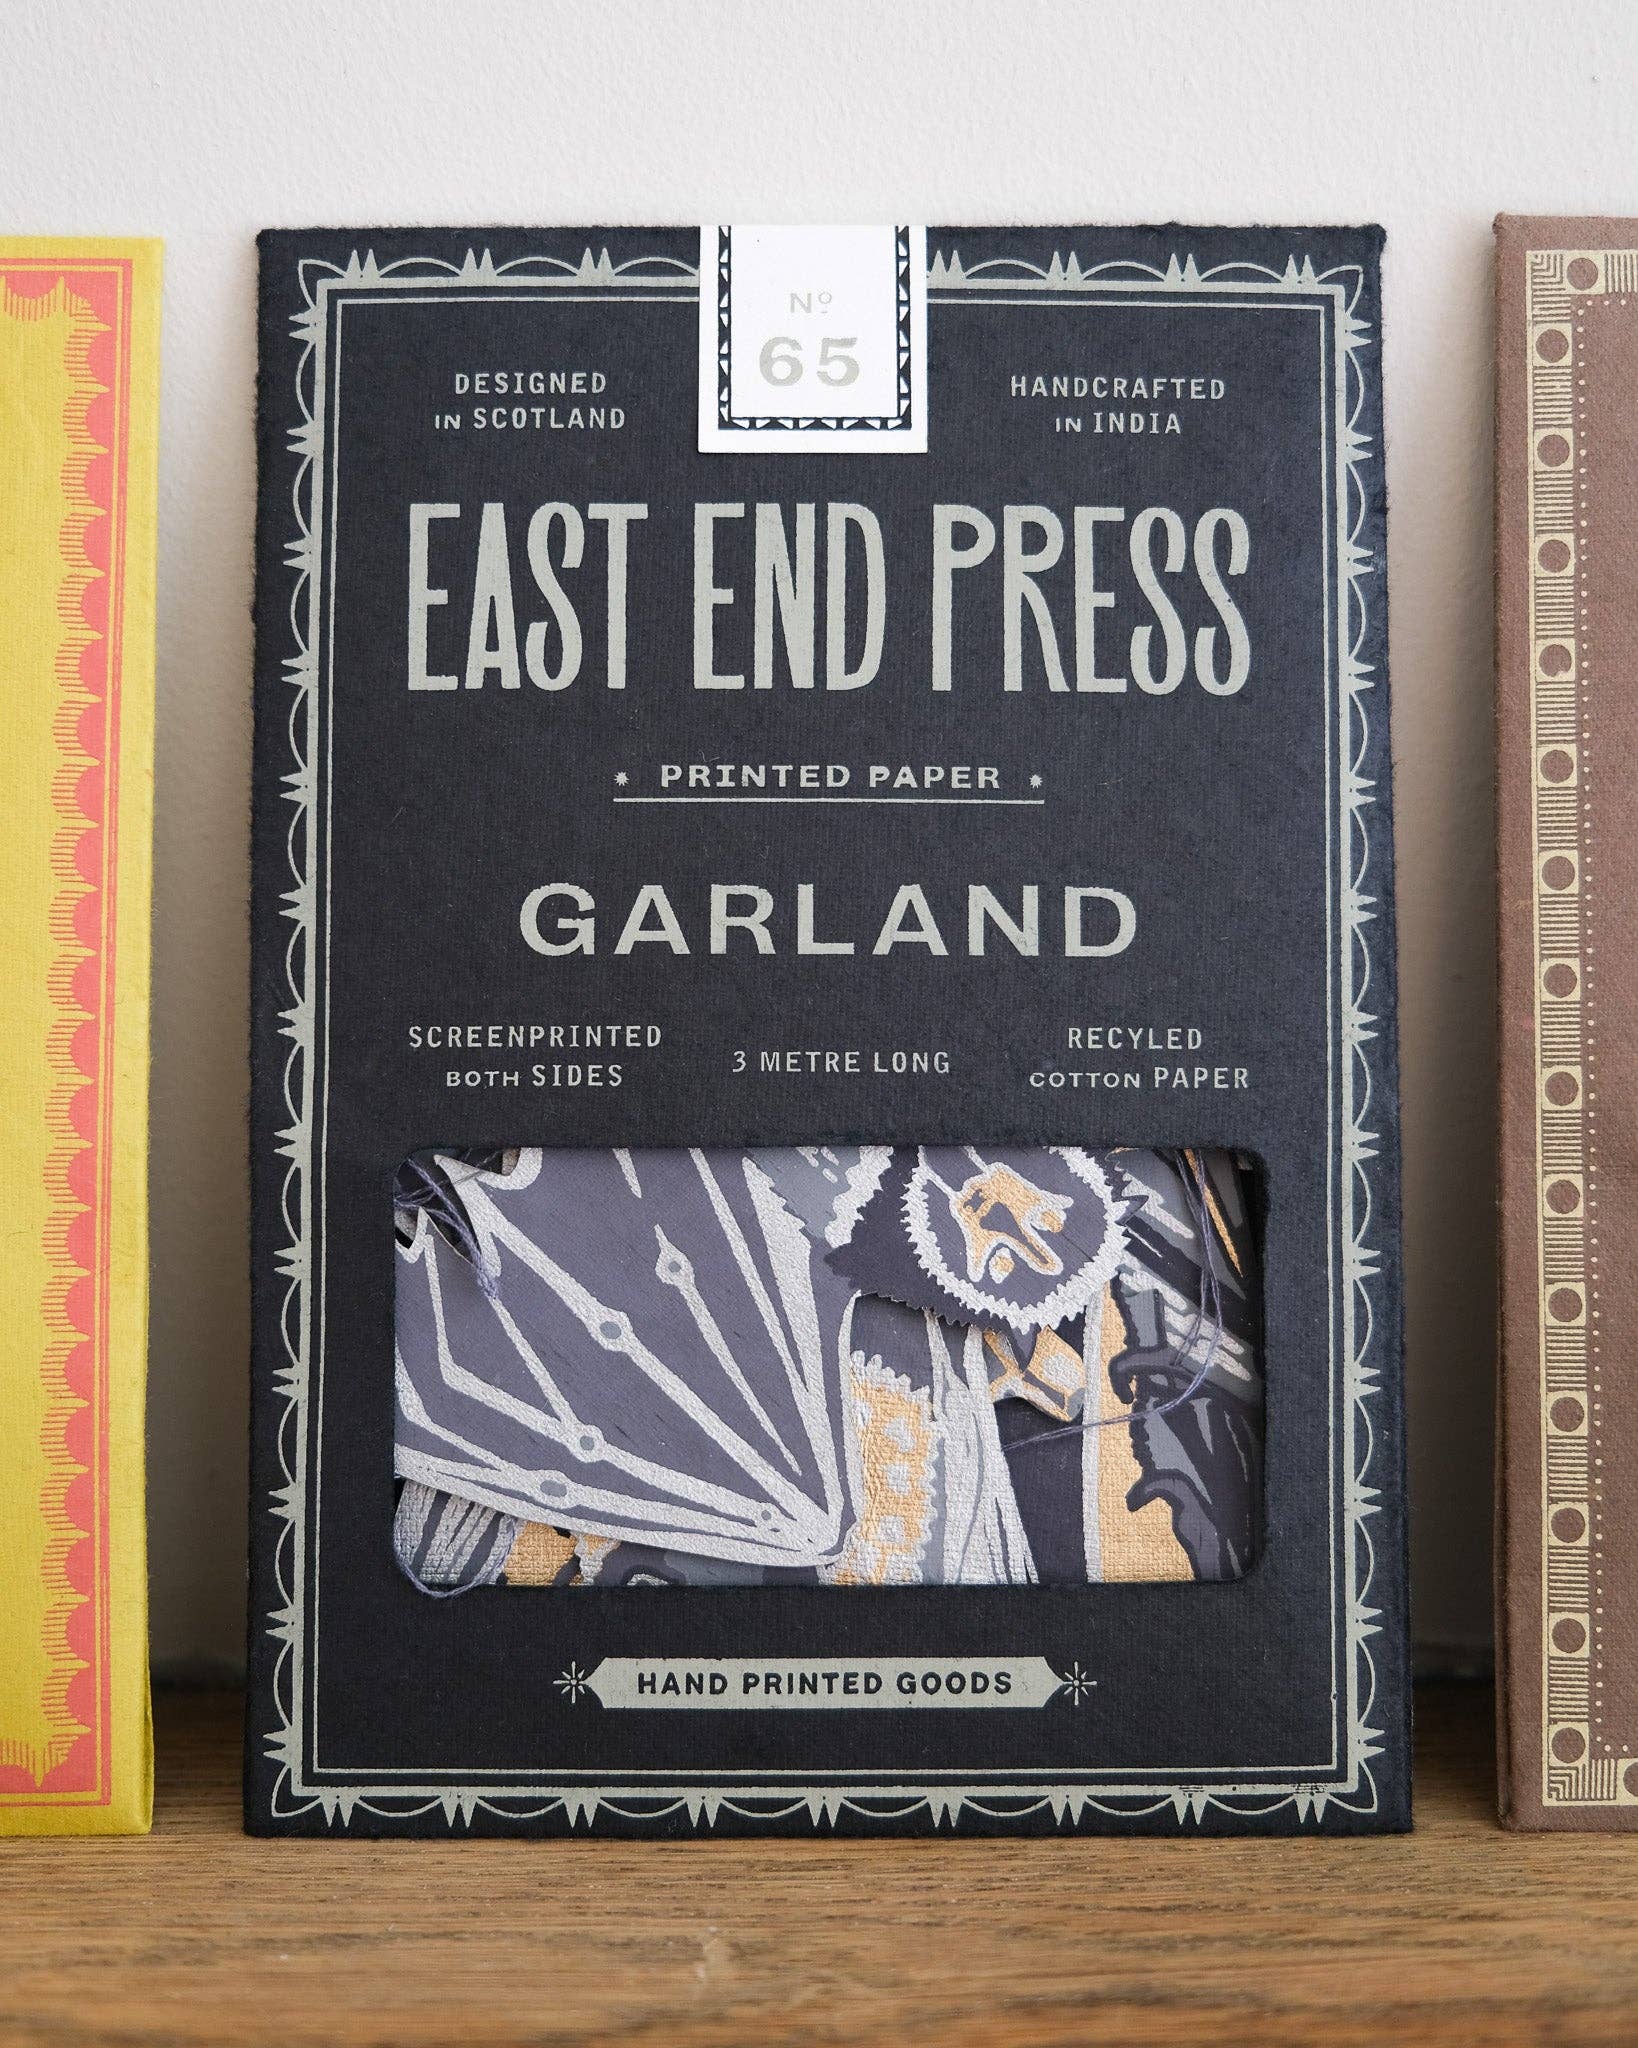 Nº
65
DESIGNED
IN SCOTLAND
HANDCRAFTED
IN INDIA
EAST END PRESS
PRINTED PAPER
GARLAND
SCREENPRINTED
BOTH SIDES
3 METRE LONG
RECYLED
COTTON PAPER
HAND PRINTED GOODS